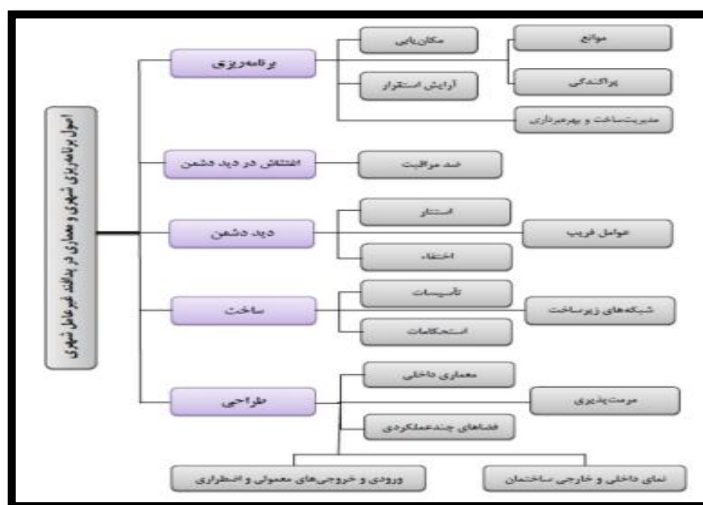 اصول برنامه‌ریزی شهری و معماری در پدافند غیرعامل شهری
برنامه‌ریزی
مکان‌یابی
موانع
آرایش استقرار
پراکندگی
مدیریت ساخت و بهره‌برداری
اغتشاش در دید دشمن
ضد مراقبت
دید دشمن
استتار
اختفاء
عوامل فریب
ساخت
تأسیسات
استحکامات
شبکه‌های زیرساخت
طراحی
معماری داخلی
مرمت‌پذیری
فضاهای چندعملکردی
ورودی و خروجی‌های معمولی و اضطراری
نمای داخلی و خارجی ساختمان